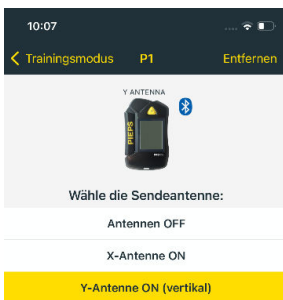 10:07
Trainingsmodus P1 Entfernen
Y ANTENNA
PIEPS
Wähle die Sendeantenne:
Antennen OFF
X-Antenne ON
Y-Antenne ON (vertikal)